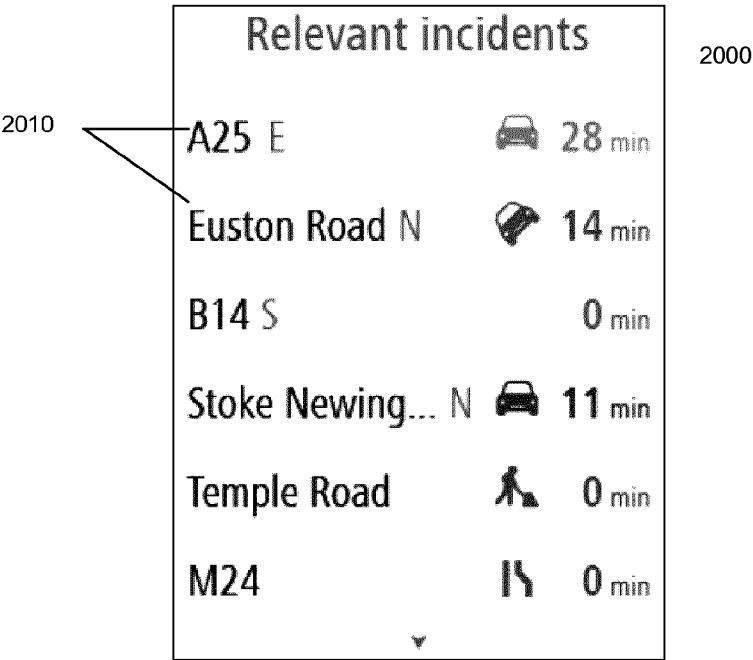 Relevant incidents
2000
2010
A25 E 28 min
Euston Road N 14 min
B14 S 0 min
Stoke Newing... N 11 min
Temple Road 0 min
M24 0 min